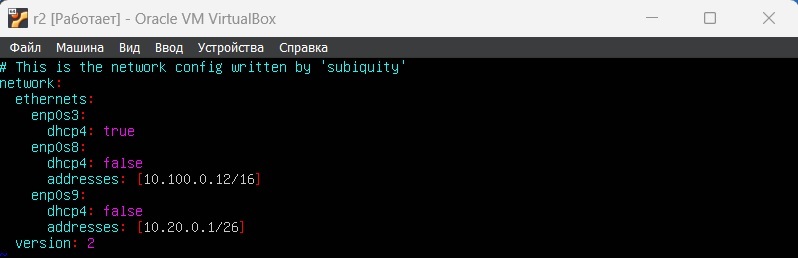 r2 [Работает] - Oracle VM VirtualBox
Файл Машина Вид Ввод Устройства Справка
# This is the network config written by 'subiquity'
network:
  ethernets:
    enp0s3:
      dhcp4: true
    enp0s8:
      dhcp4: false
      addresses: [10.100.0.12/16]
    enp0s9:
      dhcp4: false
      addresses: [10.20.0.1/26]
  version: 2
~